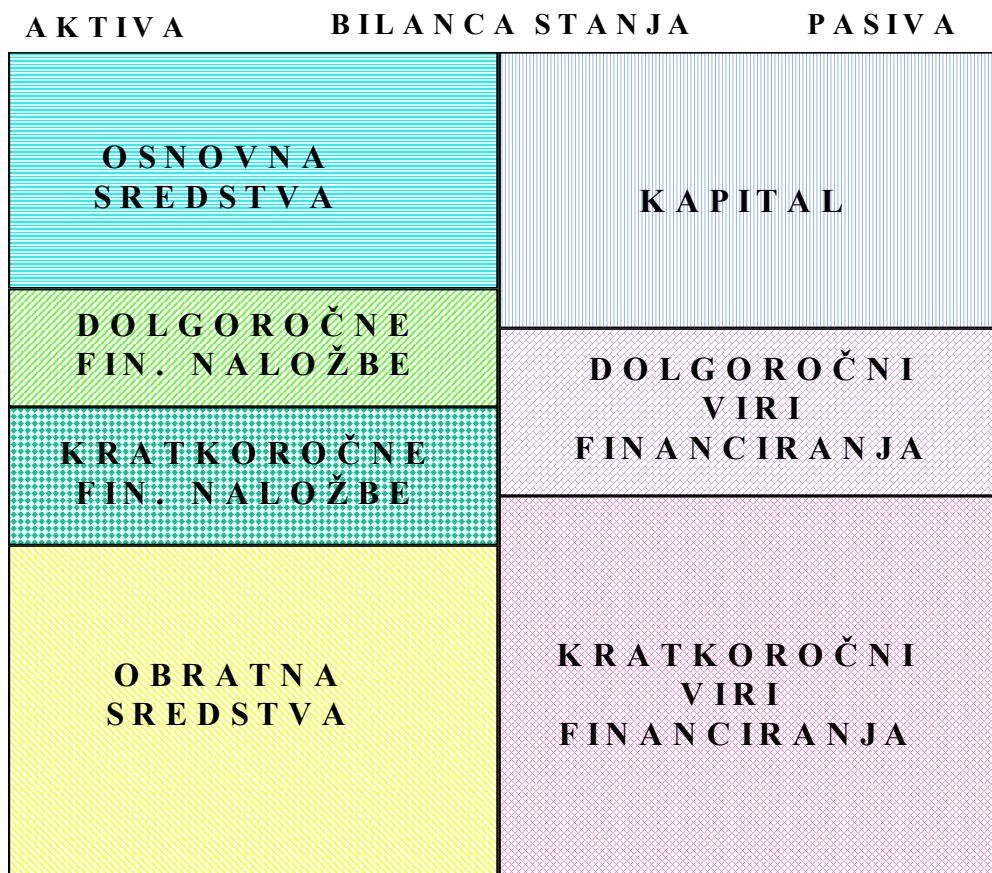 AKTIVA BILANCA STANJA PASIVA
OSNOVNA
SREDSTVA
DOLGOROČNE
FIN. NALOŽBE
KRATKOROČNE
FIN. NALOŽBE
OBRATNA
SREDSTVA
KAPITAL
DOLGOROČNI
VIRI
FINANCIRANJA
KRATKOROČNI
VIRI
FINANCIRANJA